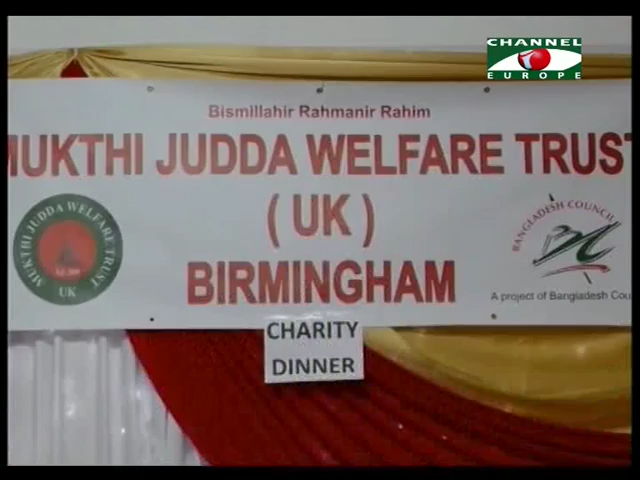 CHANNEL
EUROPE
Bismillahir Rahmanir Rahim
MUKTHI JUDDA WELFARE TRUST
( UK )
BIRMINGHAM
MUKTHI JUDDA WELFARE TRUST
UK
BANGLADESH COUNCIL
A project of Bangladesh Cou
CHARITY
DINNER